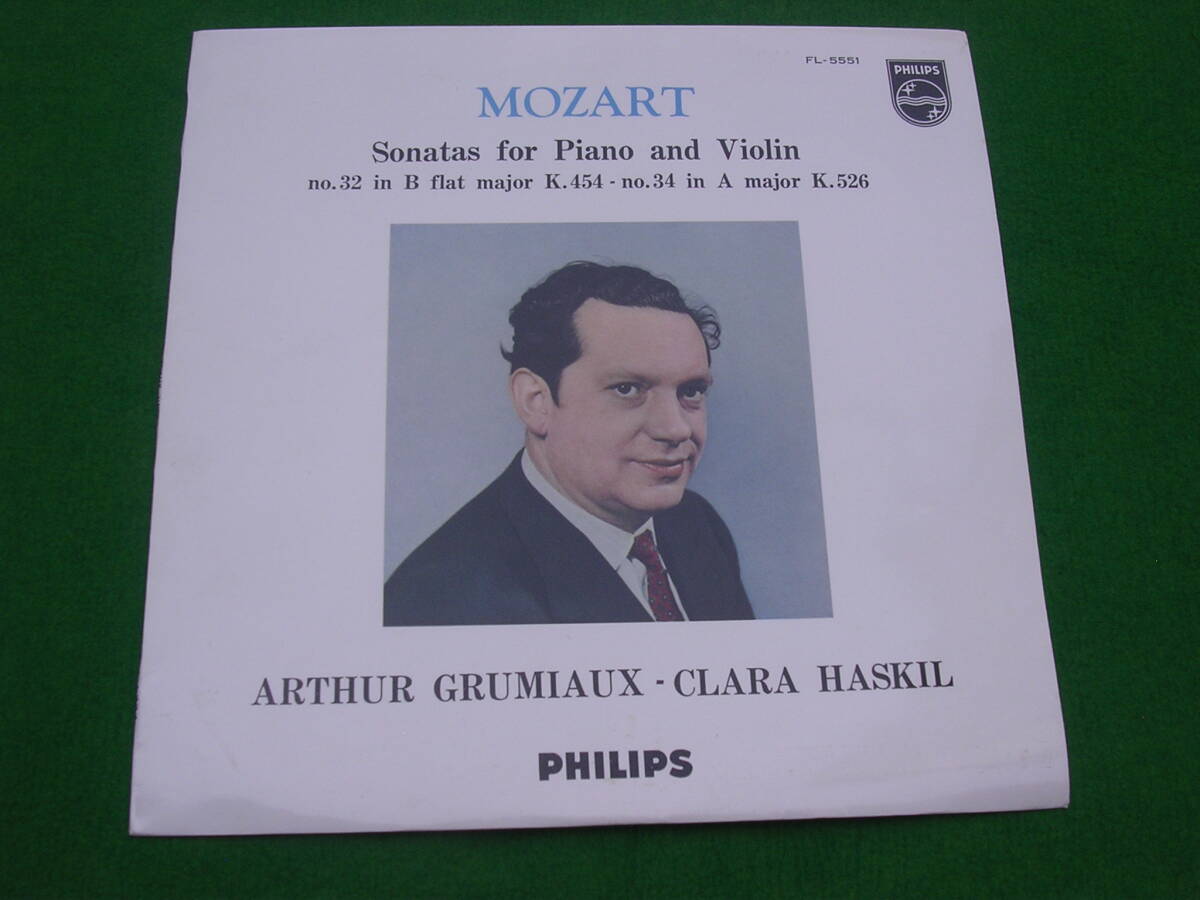 FL-5551
PHILIPS
MOZART
Sonatas for Piano and Violin
no.32 in B flat major K.454 - no.34 in A major K.526
ARTHUR GRUMIAUX - CLARA HASKIL
PHILIPS